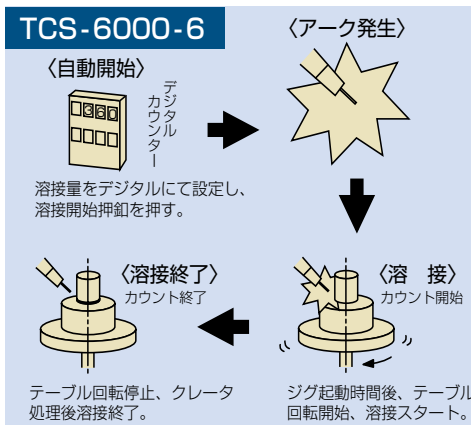 TCS-6000-6
〈自動開始〉
デジタル
カウンター
0360
溶接量をデジタルにて設定し、
溶接開始押釦を押す。
〈アーク発生〉
〈溶　接〉
カウント開始
ジグ起動時間後、テーブル
回転開始、溶接スタート。
〈溶接終了〉
カウント終了
テーブル回転停止、クレータ
処理後溶接終了。